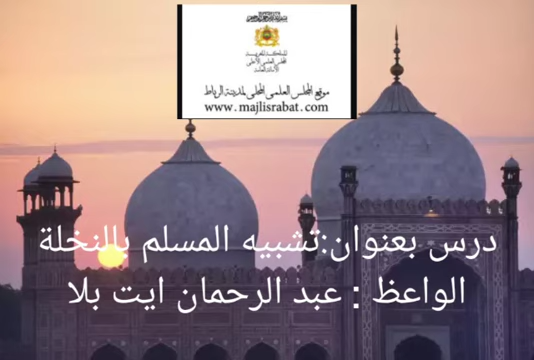 المملكة المغربية
المجلس العلمي الأعلى
موقع المجلس العلمي المحلي لمدينة الرباط
www.majlisrabat.com
درس بعنوان:تشبيه المسلم بالنخلة
الواعظ : عبد الرحمان ايت بلا